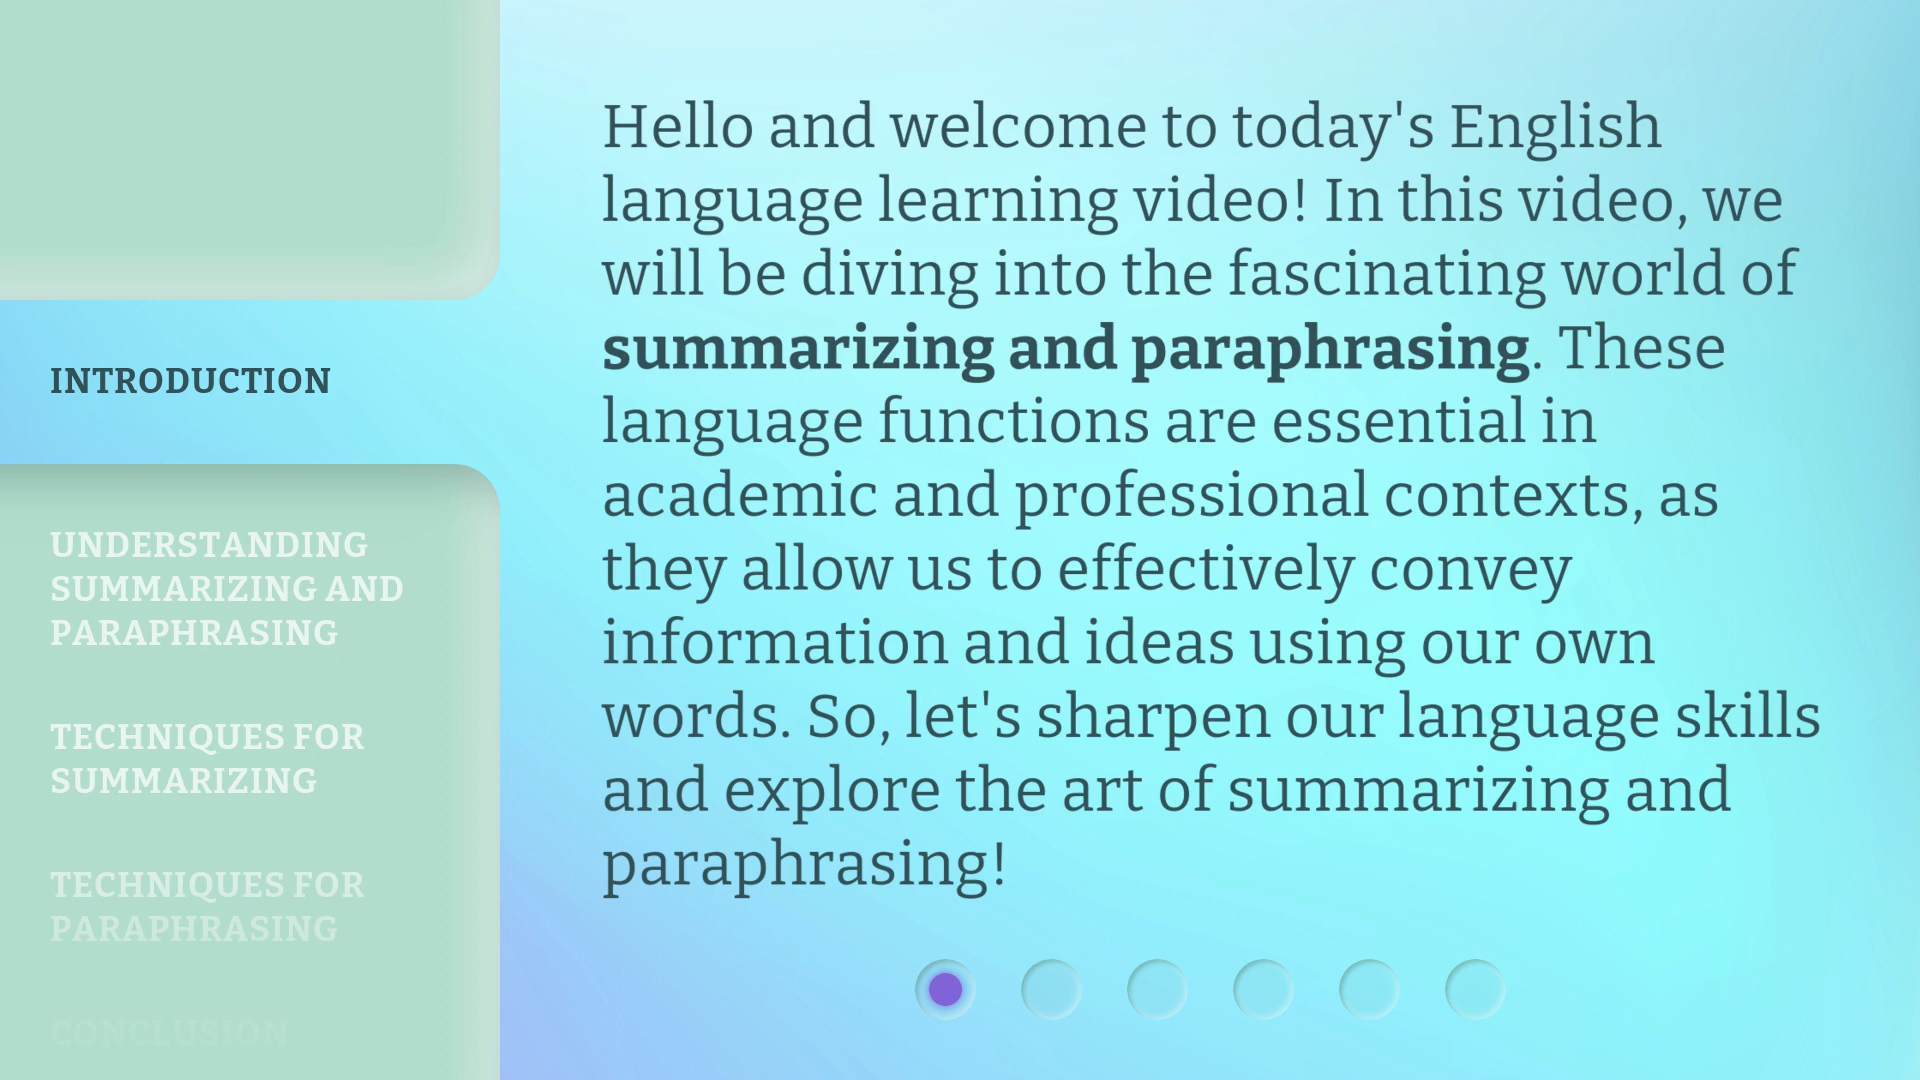 INTRODUCTION
UNDERSTANDING
SUMMARIZING AND
PARAPHRASING
TECHNIQUES FOR
SUMMARIZING
TECHNIQUES FOR
PARAPHRASING
CONCLUSION
Hello and welcome to today's English
language learning video! In this video, we
will be diving into the fascinating world of
summarizing and paraphrasing. These
language functions are essential in
academic and professional contexts, as
they allow us to effectively convey
information and ideas using our own
words. So, let's sharpen our language skills
and explore the art of summarizing and
paraphrasing!